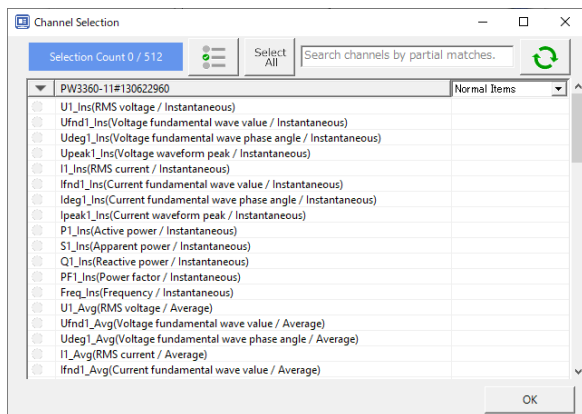 Channel Selection
Selection Count 0 / 512
Select
All
Search channels by partial matches.
PW3360-11#130622960
Normal Items
U1_Ins(RMS voltage / Instantaneous)
Ufnd1_Ins(Voltage fundamental wave value / Instantaneous)
Udeg1_Ins(Voltage fundamental wave phase angle / Instantaneous)
Upeak1_Ins(Voltage waveform peak / Instantaneous)
I1_Ins(RMS current / Instantaneous)
Ifnd1_Ins(Current fundamental wave value / Instantaneous)
Ideg1_Ins(Current fundamental wave phase angle / Instantaneous)
Ipeak1_Ins(Current waveform peak / Instantaneous)
P1_Ins(Active power / Instantaneous)
S1_Ins(Apparent power / Instantaneous)
Q1_Ins(Reactive power / Instantaneous)
PF1_Ins(Power factor / Instantaneous)
Freq_Ins(Frequency / Instantaneous)
U1_Avg(RMS voltage / Average)
Ufnd1_Avg(Voltage fundamental wave value / Average)
Udeg1_Avg(Voltage fundamental wave phase angle / Average)
I1_Avg(RMS current / Average)
Ifnd1_Avg(Current fundamental wave value / Average)
OK